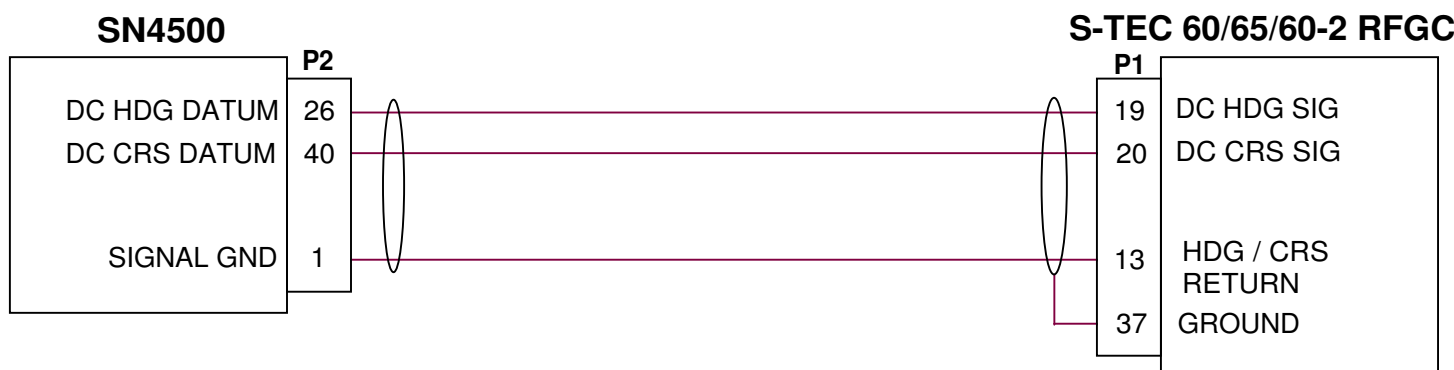 SN4500
P2
DC HDG DATUM 26
DC CRS DATUM 40
SIGNAL GND 1
S-TEC 60/65/60-2 RFGC
P1
19 DC HDG SIG
20 DC CRS SIG
13 HDG / CRS
RETURN
37 GROUND